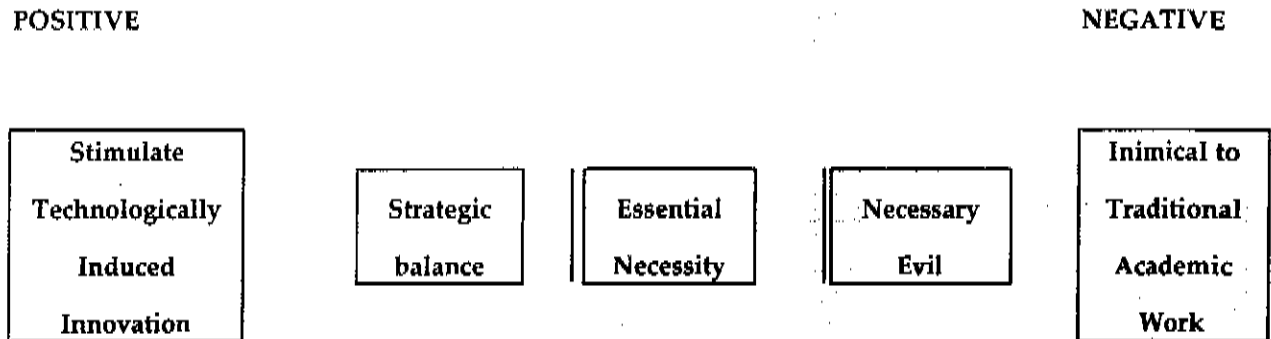 POSITIVE
NEGATIVE
Stimulate
Technologically
Induced
Innovation
Strategic
balance
Essential
Necessity
Necessary
Evil
Inimical to
Traditional
Academic
Work